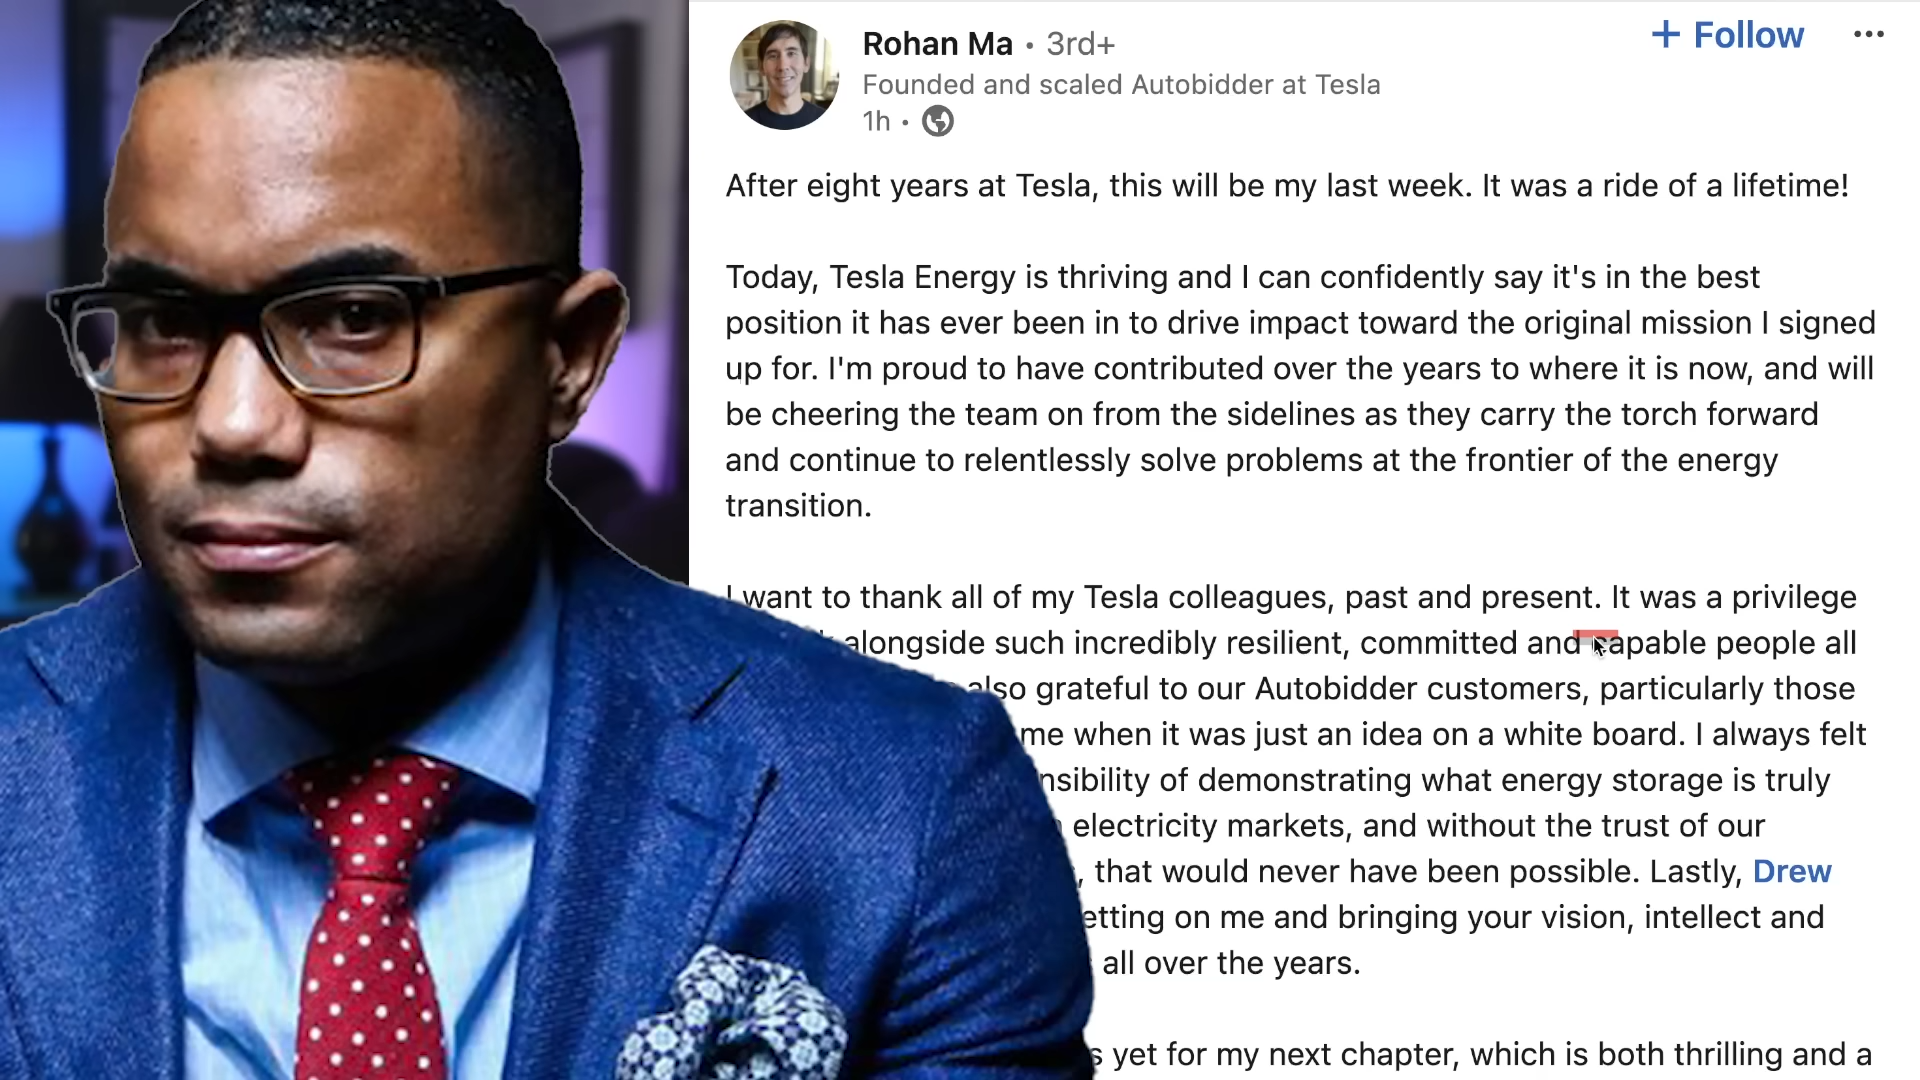 Rohan Ma • 3rd+
+ Follow
Founded and scaled Autobidder at Tesla
1h •
After eight years at Tesla, this will be my last week. It was a ride of a lifetime!
Today, Tesla Energy is thriving and I can confidently say it's in the best
position it has ever been in to drive impact toward the original mission I signed
up for. I'm proud to have contributed over the years to where it is now, and will
be cheering the team on from the sidelines as they carry the torch forward
and continue to relentlessly solve problems at the frontier of the energy
transition.
I want to thank all of my Tesla colleagues, past and present. It was a privilege
alongside such incredibly resilient, committed and capable people all
also grateful to our Autobidder customers, particularly those
me when it was just an idea on a white board. I always felt
nsibility of demonstrating what energy storage is truly
electricity markets, and without the trust of our
, that would never have been possible. Lastly, Drew
etting on me and bringing your vision, intellect and
all over the years.
s yet for my next chapter, which is both thrilling and a